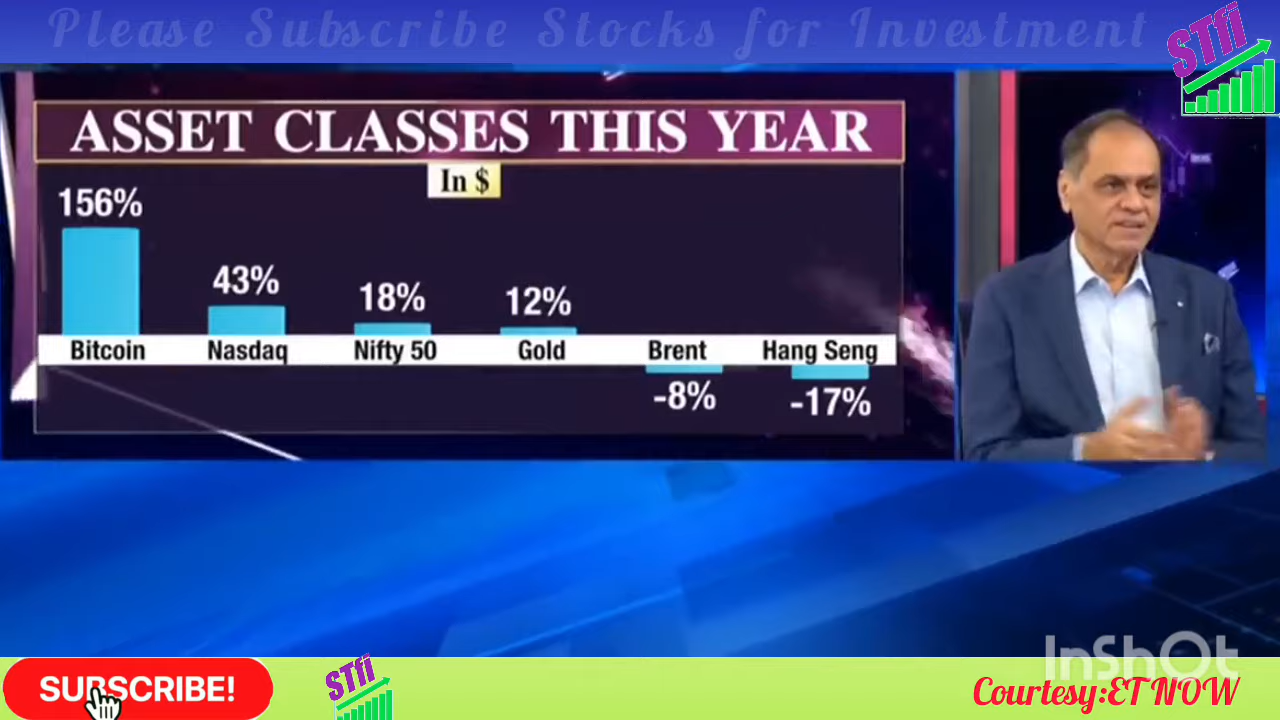 Please Subscribe Stocks for Investment
STfi
ASSET CLASSES THIS YEAR
In $
156%
43%
18%
12%
Bitcoin Nasdaq Nifty 50 Gold Brent Hang Seng
-8%
-17%
InShOt
SUBSCRIBE!
STfi
Courtesy:ET NOW